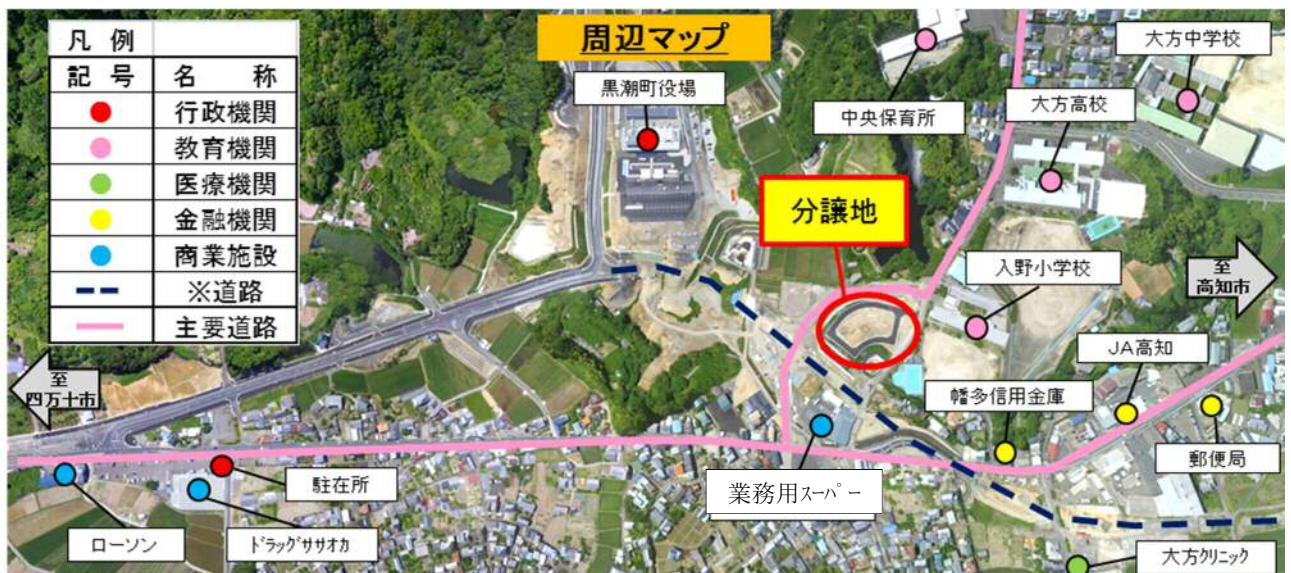 周辺マップ
凡 例
記 号 名 称
行政機関
教育機関
医療機関
金融機関
商業施設
※道路
主要道路
黒潮町役場
中央保育所
大方中学校
大方高校
分譲地
入野小学校
至
高知市
JA高知
至
四万十市
幡多信用金庫
郵便局
駐在所
業務用ｽｰﾊﾟｰ
ローソン
ﾄﾞﾗｯｸﾞｻｻｵｶ
大方ｸﾘﾆｯｸ